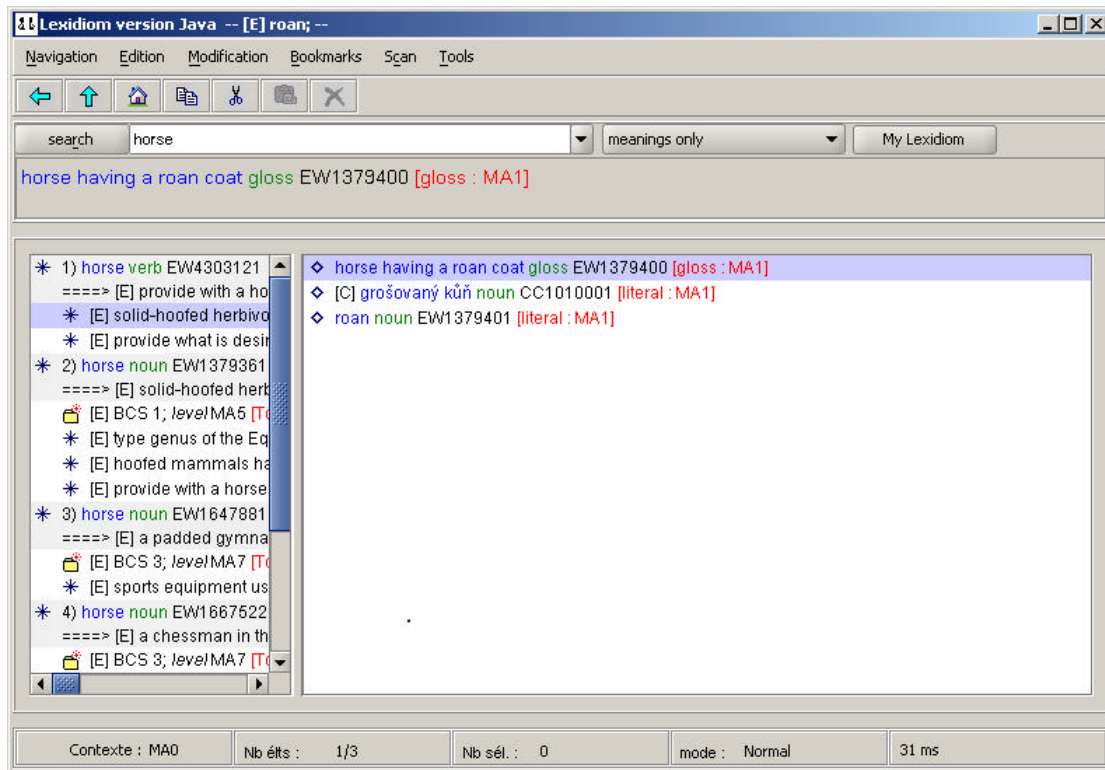 Lexidiom version Java -- [E] roan; --
Navigation Edition Modification Bookmarks Scan Tools
search horse meanings only My Lexidiom
horse having a roan coat gloss EW1379400 [gloss : MA1]
1) horse verb EW4303121
====> [E] provide with a ho
[E] solid-hoofed herbivo
[E] provide what is desir
2) horse noun EW1379361
====> [E] solid-hoofed herb
[E] BCS 1; level MA5 [To
[E] type genus of the Eq
[E] hoofed mammals ha
[E] provide with a horse
3) horse noun EW1647881
====> [E] a padded gymna
[E] BCS 3; level MA7 [To
[E] sports equipment us
4) horse noun EW1667522
====> [E] a chessman in th
[E] BCS 3; level MA7 [To
horse having a roan coat gloss EW1379400 [gloss : MA1]
[C] grošovaný kůň noun CC1010001 [literal : MA1]
roan noun EW1379401 [literal : MA1]
Contexte : MA0 Nb élts : 1/3 Nb sél. : 0 mode : Normal 31 ms